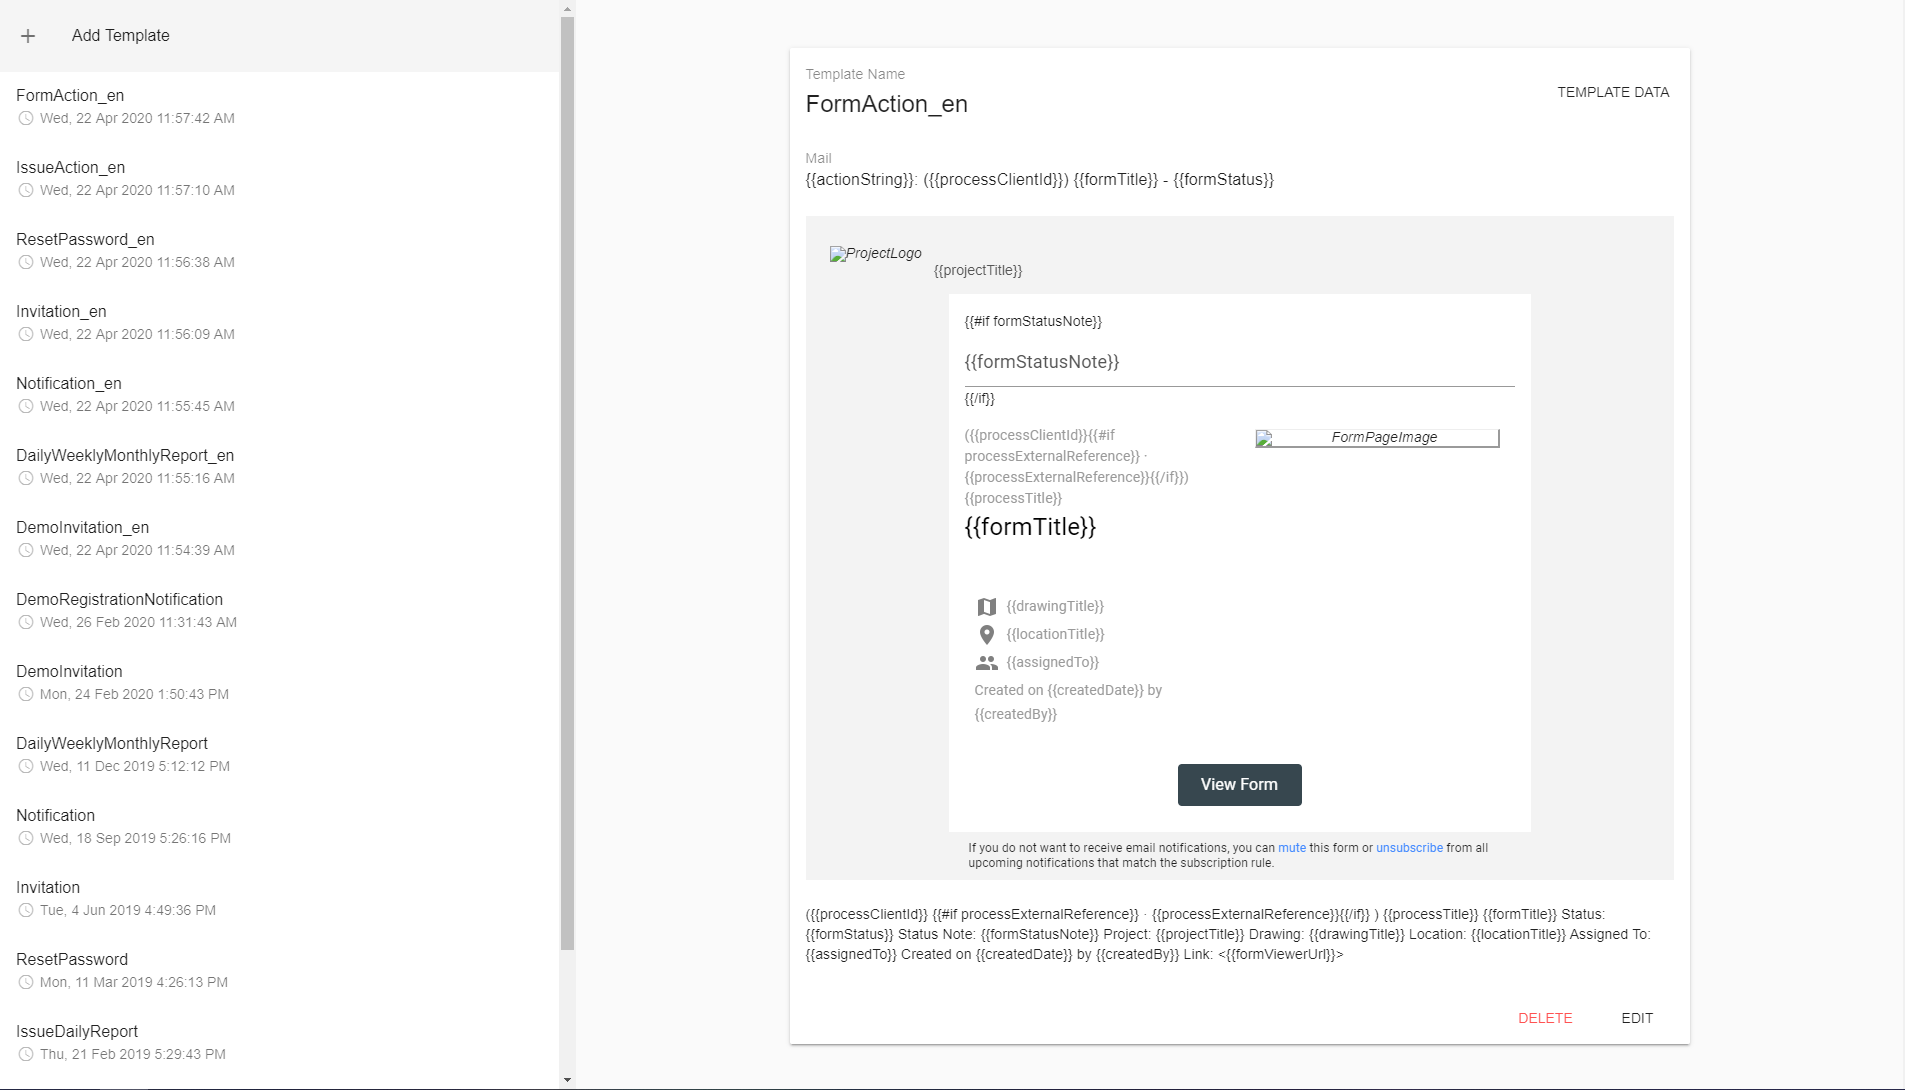 Add Template
FormAction_en
Wed, 22 Apr 2020 11:57:42 AM
IssueAction_en
Wed, 22 Apr 2020 11:57:10 AM
ResetPassword_en
Wed, 22 Apr 2020 11:56:38 AM
Invitation_en
Wed, 22 Apr 2020 11:56:09 AM
Notification_en
Wed, 22 Apr 2020 11:55:45 AM
DailyWeeklyMonthlyReport_en
Wed, 22 Apr 2020 11:55:16 AM
DemoInvitation_en
Wed, 22 Apr 2020 11:54:39 AM
DemoRegistrationNotification
Wed, 26 Feb 2020 11:31:43 AM
DemoInvitation
Mon, 24 Feb 2020 1:50:43 PM
DailyWeeklyMonthlyReport
Wed, 11 Dec 2019 5:12:12 PM
Notification
Wed, 18 Sep 2019 5:26:16 PM
Invitation
Tue, 4 Jun 2019 4:49:36 PM
ResetPassword
Mon, 11 Mar 2019 4:26:13 PM
IssueDailyReport
Thu, 21 Feb 2019 5:29:43 PM
Template Name
FormAction_en
TEMPLATE DATA
Mail
{{actionString}}: ({{processClientId}}) {{formTitle}} - {{formStatus}}
ProjectLogo
{{projectTitle}}
{{#if formStatusNote}}
{{formStatusNote}}
{{/if}}
({{processClientId}}{{#if
processExternalReference}} ·
{{processExternalReference}}{{/if}})
{{processTitle}}
{{formTitle}}
FormPageImage
{{drawingTitle}}
{{locationTitle}}
{{assignedTo}}
Created on {{createdDate}} by
{{createdBy}}
View Form
If you do not want to receive email notifications, you can mute this form or unsubscribe from all
upcoming notifications that match the subscription rule.
({{processClientId}} {{#if processExternalReference}} · {{processExternalReference}}{{/if}} ) {{processTitle}} {{formTitle}} Status:
{{formStatus}} Status Note: {{formStatusNote}} Project: {{projectTitle}} Drawing: {{drawingTitle}} Location: {{locationTitle}} Assigned To:
{{assignedTo}} Created on {{createdDate}} by {{createdBy}} Link: <{{formViewerUrl}}>
DELETE
EDIT